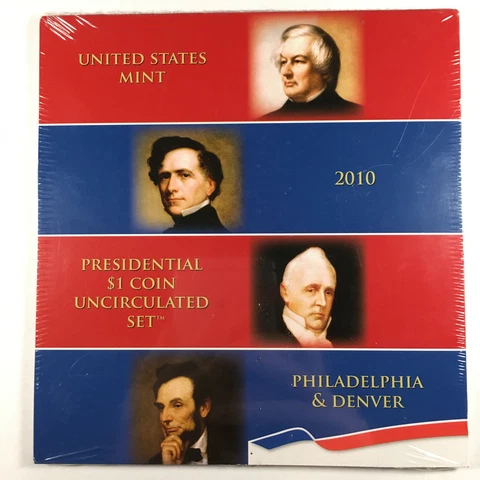 UNITED STATES
MINT
2010
PRESIDENTIAL
$1 COIN
UNCIRCULATED
SET™
PHILADELPHIA
& DENVER